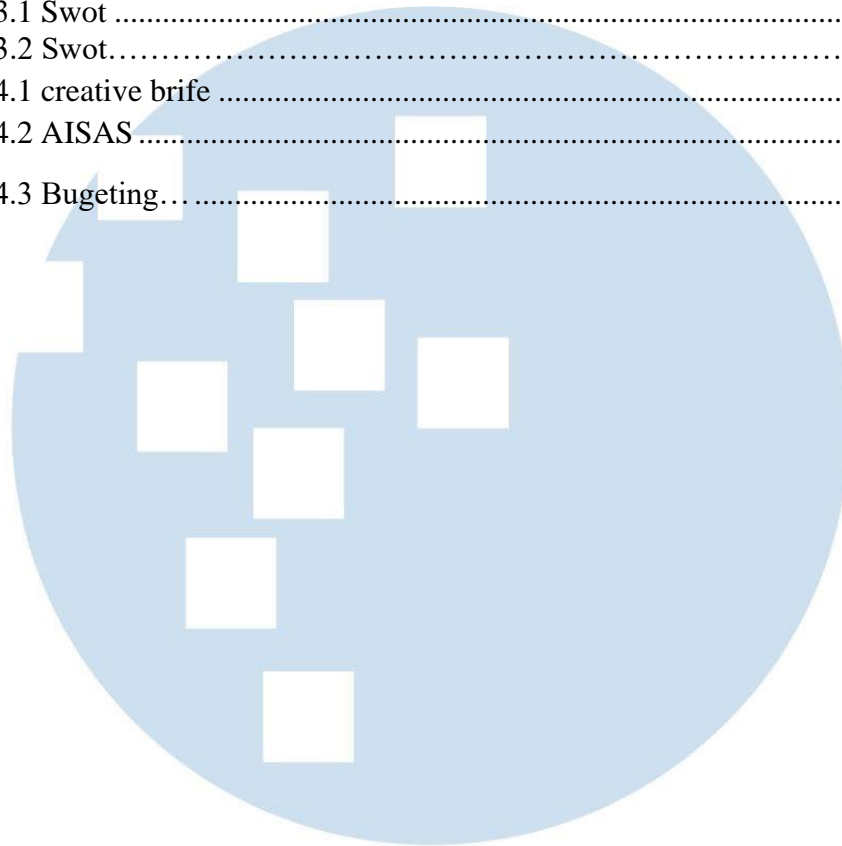 3.1 Swot ..........................................................................................
3.2 Swot……………………………………………………………………
4.1 creative brife ..............................................................................
4.2 AISAS ........................................................................................
4.3 Bugeting… .................................................................................